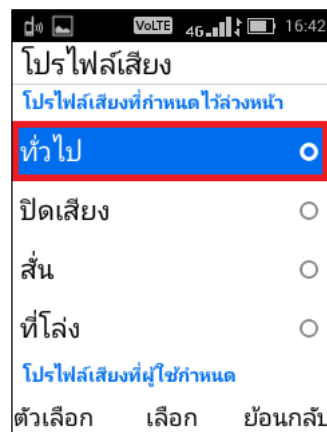 VoLTE 4G 16:42
โปรไฟล์เสียง
โปรไฟล์เสียงที่กำหนดไว้ล่วงหน้า
ทั่วไป
ปิดเสียง
สั่น
ที่โล่ง
โปรไฟล์เสียงที่ผู้ใช้กำหนด
ตัวเลือก เลือก ย้อนกลับ